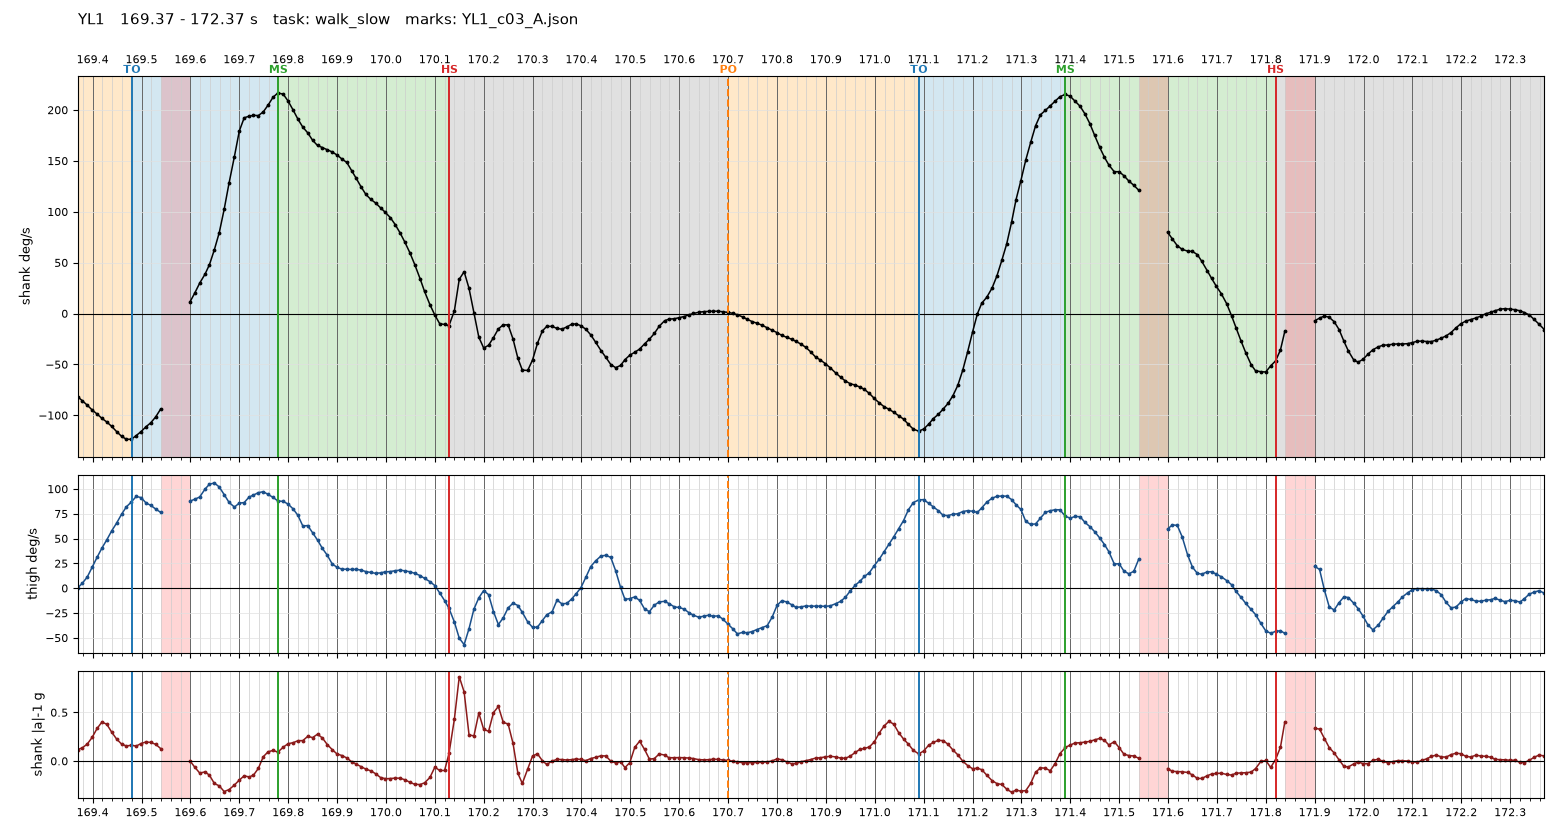 YL1   169.37 - 172.37 s   task: walk_slow   marks: YL1_c03_A.json
169.4 169.5 169.6 169.7 169.8 169.9 170.0 170.1 170.2 170.3 170.4 170.5 170.6 170.7 170.8 170.9 171.0 171.1 171.2 171.3 171.4 171.5 171.6 171.7 171.8 171.9 172.0 172.1 172.2 172.3
TO MS HS PO TO MS HS
shank deg/s
200
150
100
50
0
−50
−100
thigh deg/s
100
75
50
25
0
−25
−50
shank |a|-1 g
0.5
0.0
169.4 169.5 169.6 169.7 169.8 169.9 170.0 170.1 170.2 170.3 170.4 170.5 170.6 170.7 170.8 170.9 171.0 171.1 171.2 171.3 171.4 171.5 171.6 171.7 171.8 171.9 172.0 172.1 172.2 172.3